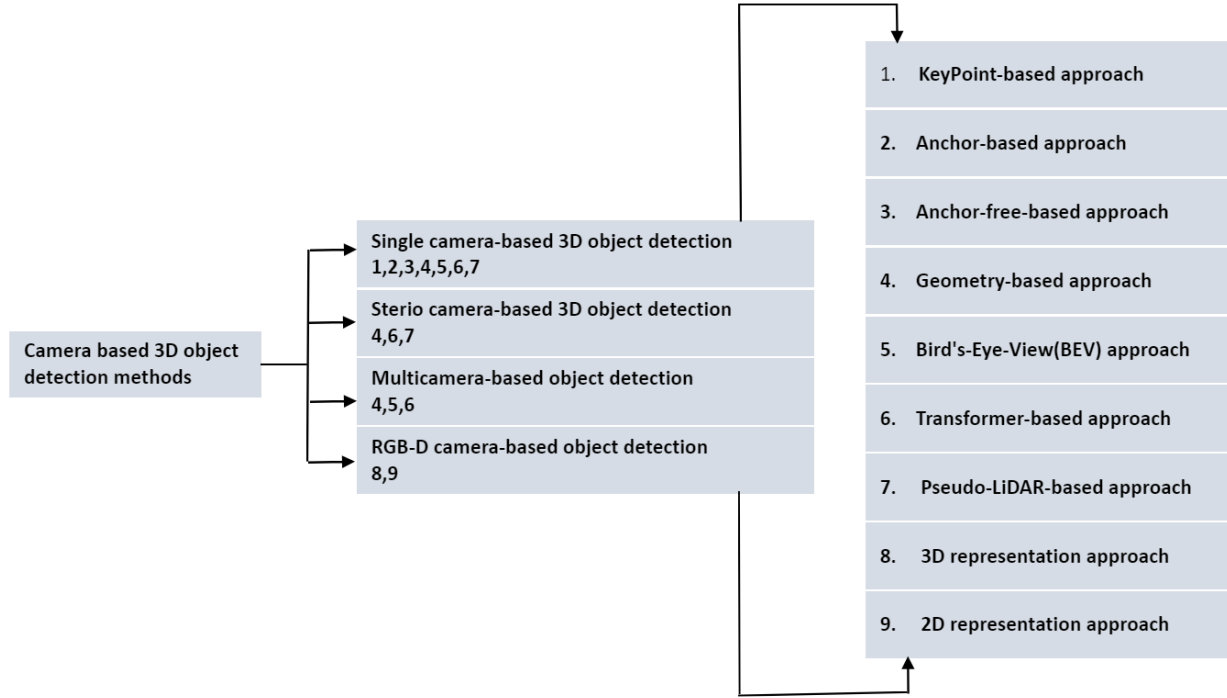 Camera based 3D object
detection methods
Single camera-based 3D object detection
1,2,3,4,5,6,7
Sterio camera-based 3D object detection
4,6,7
Multicamera-based object detection
4,5,6
RGB-D camera-based object detection
8,9
1. KeyPoint-based approach
2. Anchor-based approach
3. Anchor-free-based approach
4. Geometry-based approach
5. Bird's-Eye-View(BEV) approach
6. Transformer-based approach
7. Pseudo-LiDAR-based approach
8. 3D representation approach
9. 2D representation approach